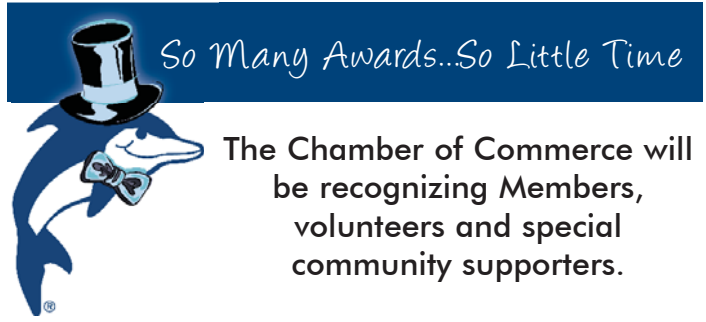 So Many Awards...So Little Time
The Chamber of Commerce will
be recognizing Members,
volunteers and special
community supporters.
®